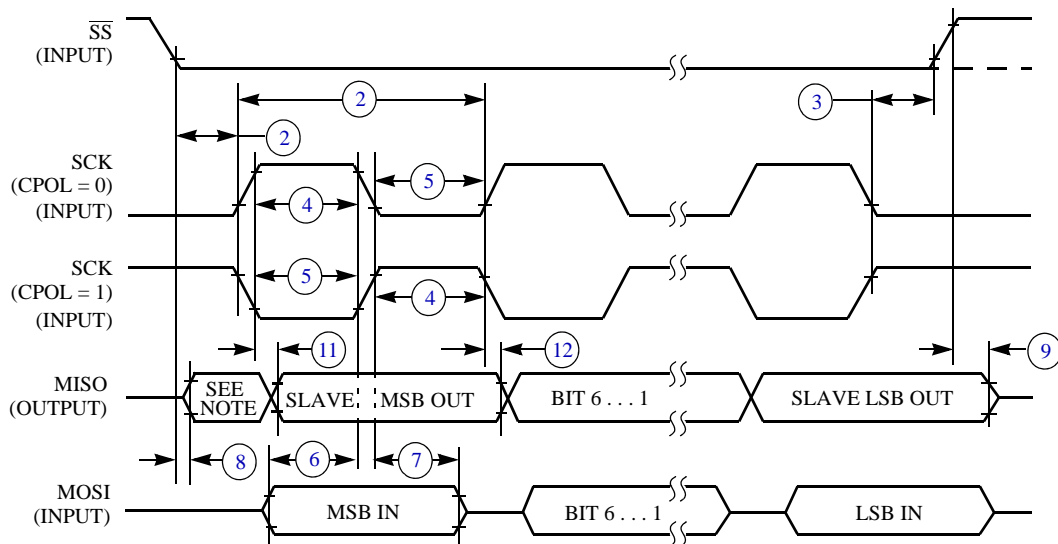 SS
(INPUT)
2
3
2
SCK
(CPOL = 0)
(INPUT)
5
4
SCK
(CPOL = 1)
(INPUT)
5
4
11
12
9
MISO
(OUTPUT)
SEE
NOTE
SLAVE
MSB OUT
BIT 6 . . . 1
SLAVE LSB OUT
8
6
7
MOSI
(INPUT)
MSB IN
BIT 6 . . . 1
LSB IN